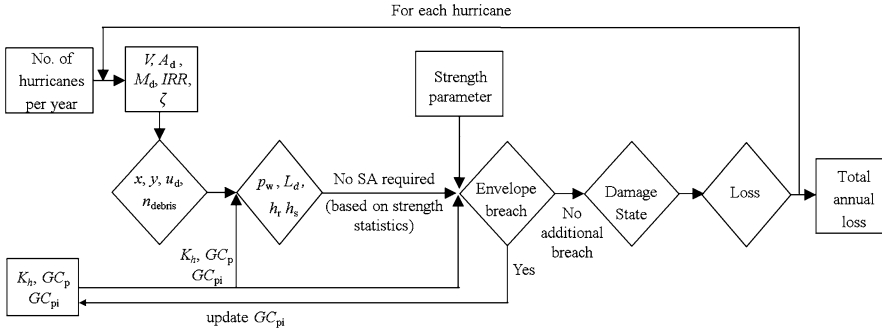 For each hurricane
No. of
hurricanes
per year
V, A_d,
M_d, IRR,
ζ
Strength
parameter
x, y, u_d,
n_debris
p_w, L_d,
h_r h_s
No SA required
(based on strength
statistics)
Envelope
breach
No
additional
breach
Damage
State
Loss
Total
annual
loss
K_h, GC_p
GC_pi
K_h, GC_p
GC_pi
Yes
update GC_pi